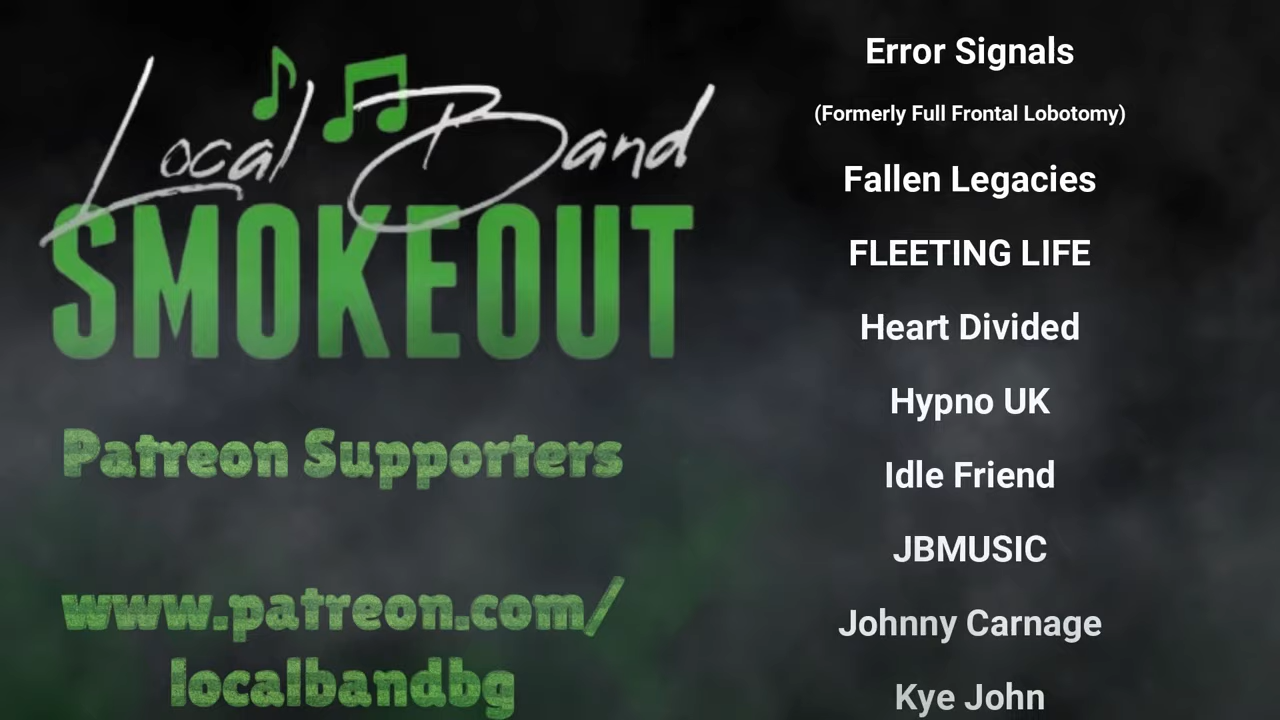 Local Band
SMOKEOUT
Patreon Supporters
www.patreon.com/
localbandbg
Error Signals
(Formerly Full Frontal Lobotomy)
Fallen Legacies
FLEETING LIFE
Heart Divided
Hypno UK
Idle Friend
JBMUSIC
Johnny Carnage
Kye John